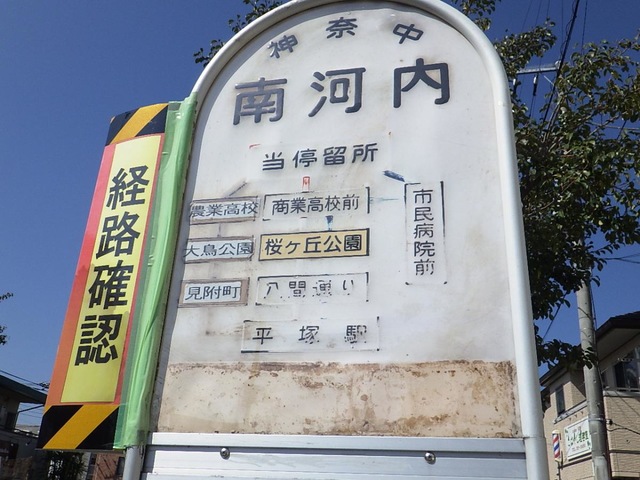 神奈中
南河内
当停留所
農業高校
商業高校前
市民病院前
大鳥公園
桜ヶ丘公園
見附町
八間通り
平塚駅
経路確認